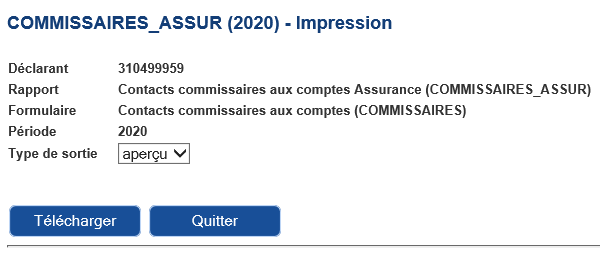 COMMISSAIRES_ASSUR (2020) - Impression
Déclarant 310499959
Rapport Contacts commissaires aux comptes Assurance (COMMISSAIRES_ASSUR)
Formulaire Contacts commissaires aux comptes (COMMISSAIRES)
Période 2020
Type de sortie aperçu
Télécharger Quitter